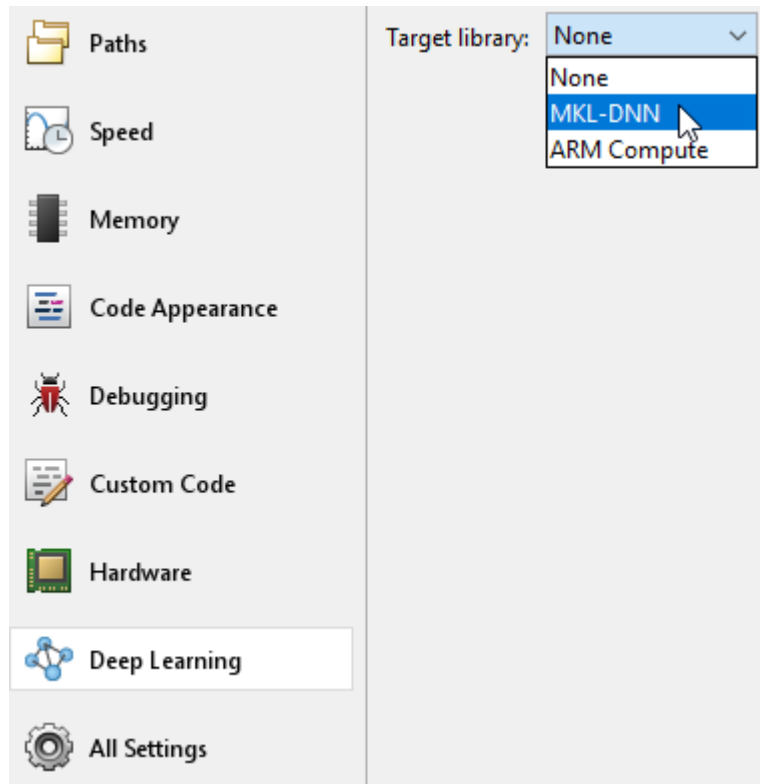 Paths
Speed
Memory
Code Appearance
Debugging
Custom Code
Hardware
Deep Learning
All Settings
Target library: None
None
MKL-DNN
ARM Compute